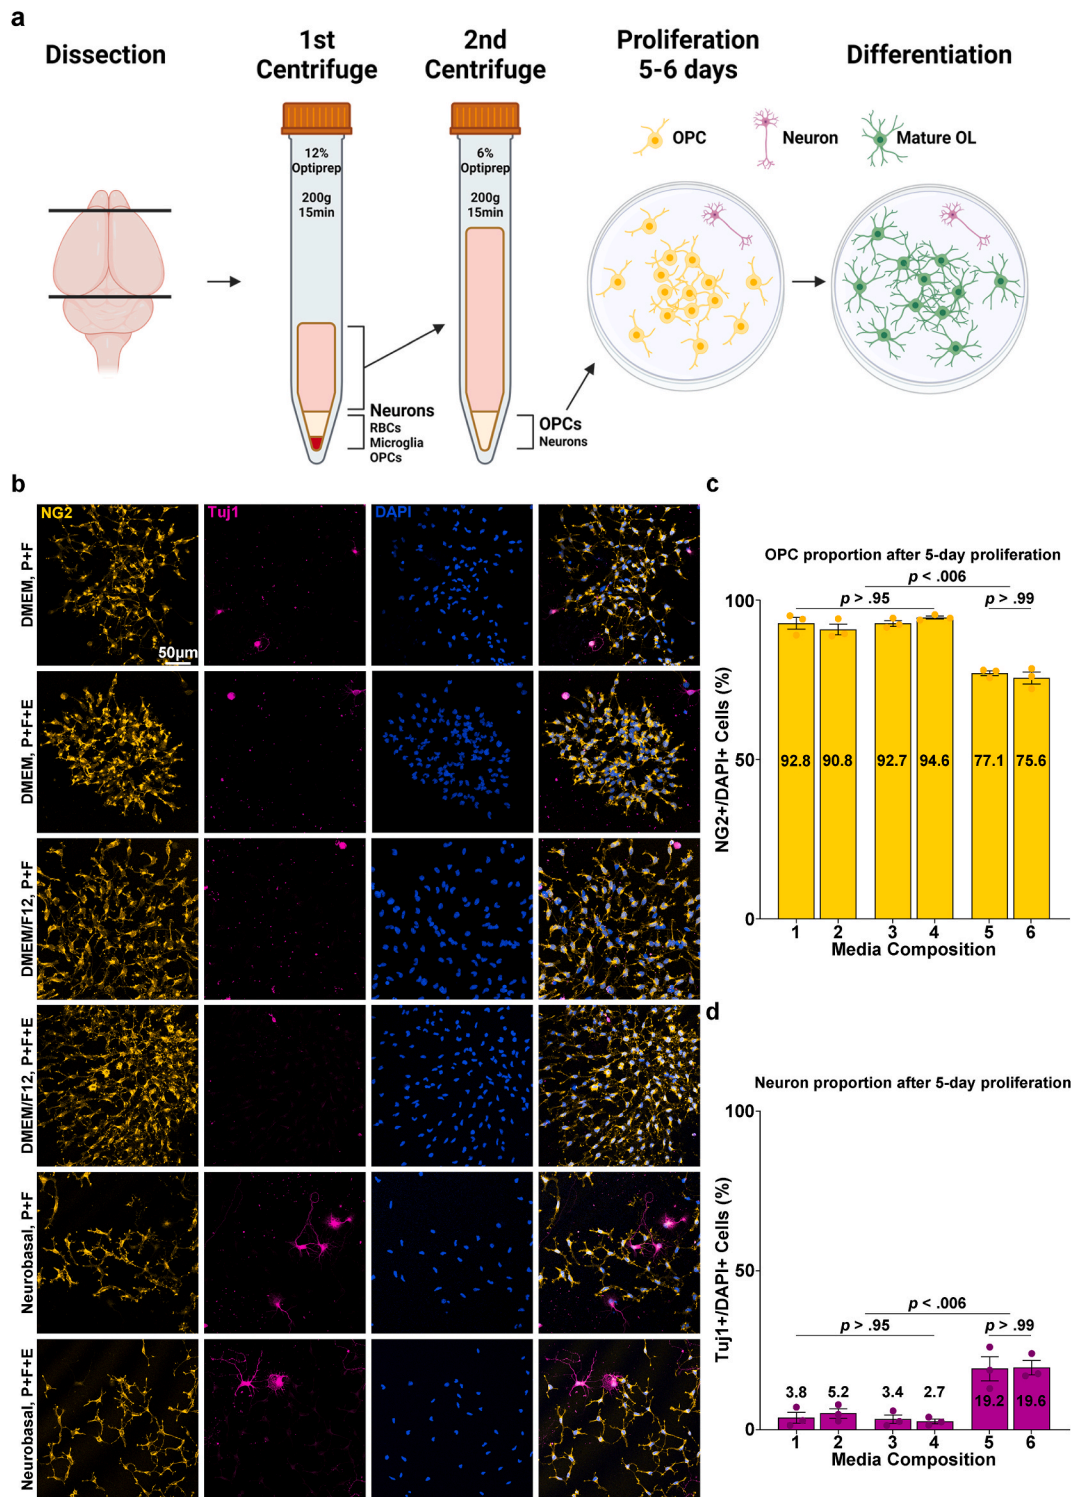 a
Dissection
1st
Centrifuge
2nd
Centrifuge
Proliferation
5-6 days
Differentiation
OPC
Neuron
Mature OL
12%
Optiprep
200g
15min
6%
Optiprep
200g
15min
Neurons
RBCs
Microglia
OPCs
OPCs
Neurons
b
NG2
Tuj1
DAPI
50µm
DMEM, P+F
DMEM, P+F+E
DMEM/F12, P+F
DMEM/F12, P+F+E
Neurobasal, P+F
Neurobasal, P+F+E
c
OPC proportion after 5-day proliferation
p < .006
p > .95
p > .99
100
50
0
NG2+/DAPI+ Cells (%)
92.8
90.8
92.7
94.6
77.1
75.6
1 2 3 4 5 6
Media Composition
d
Neuron proportion after 5-day proliferation
100
50
0
Tuj1+/DAPI+ Cells (%)
p < .006
p > .95
p > .99
3.8
5.2
3.4
2.7
19.2
19.6
1 2 3 4 5 6
Media Composition